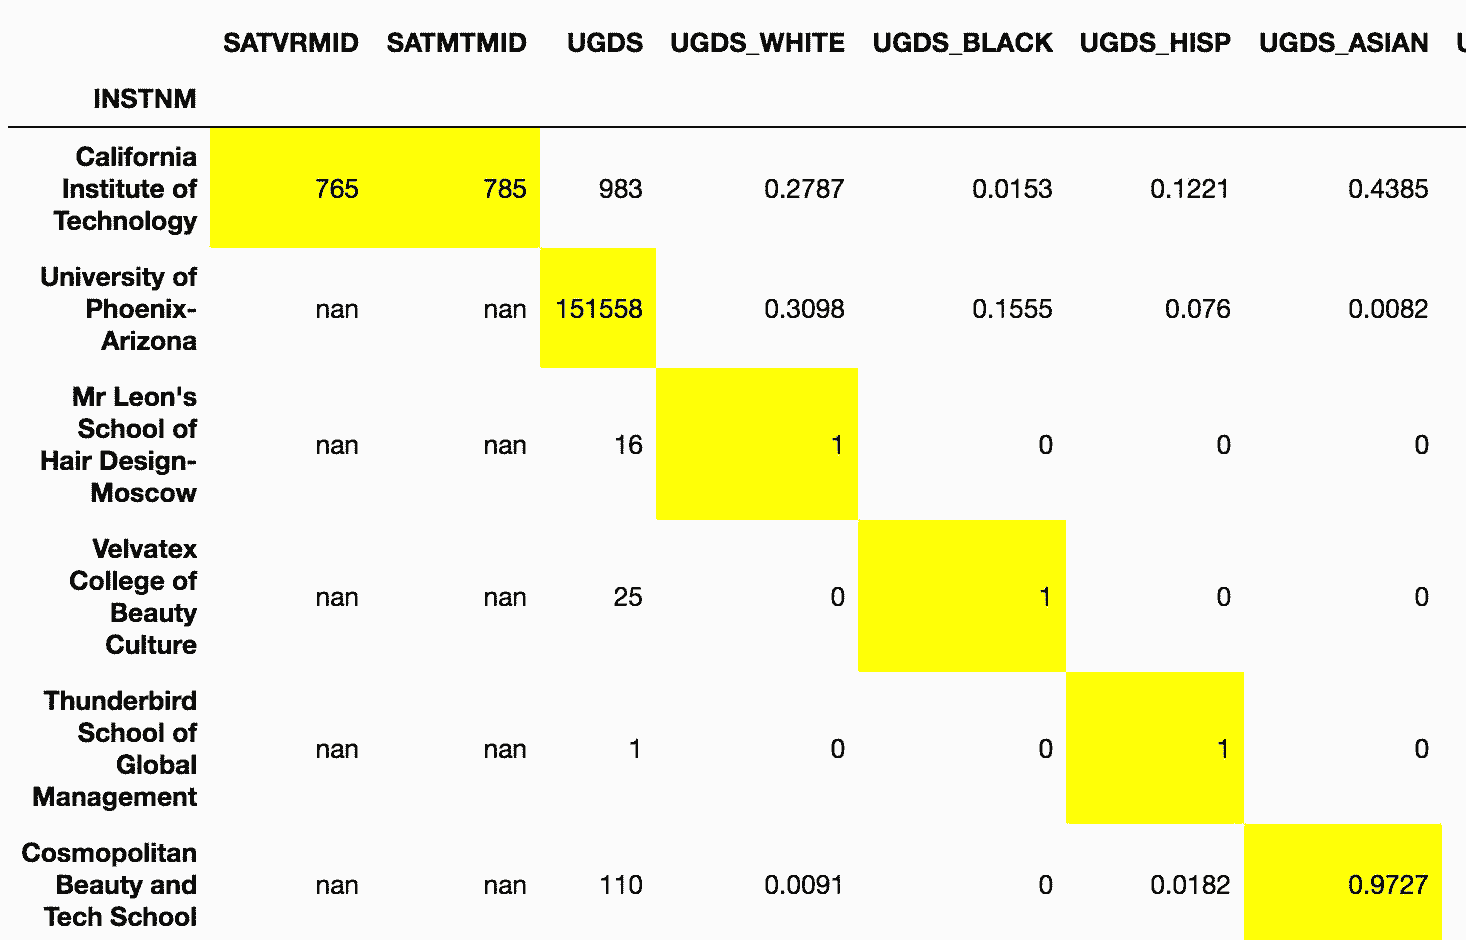 SATVRMID SATMTMID UGDS UGDS_WHITE UGDS_BLACK UGDS_HISP UGDS_ASIAN
INSTNM
California
Institute of 765 785 983 0.2787 0.0153 0.1221 0.4385
Technology
University of
Phoenix- nan nan 151558 0.3098 0.1555 0.076 0.0082
Arizona
Mr Leon's
School of
nan nan 16 1 0 0 0
Hair Design-
Moscow
Velvatex
College of
nan nan 25 0 1 0 0
Beauty
Culture
Thunderbird
School of
nan nan 1 0 0 1 0
Global
Management
Cosmopolitan
Beauty and nan nan 110 0.0091 0 0.0182 0.9727
Tech School